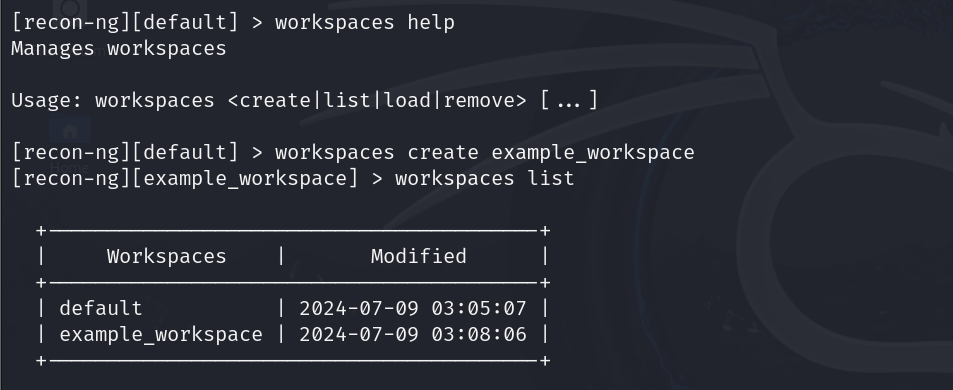 [recon-ng][default] > workspaces help
Manages workspaces
Usage: workspaces <create|list|load|remove> [...]
[recon-ng][default] > workspaces create example_workspace
[recon-ng][example_workspace] > workspaces list
+---------------------------------------+
| Workspaces | Modified |
+---------------------------------------+
| default | 2024-07-09 03:05:07 |
| example_workspace | 2024-07-09 03:08:06 |
+---------------------------------------+